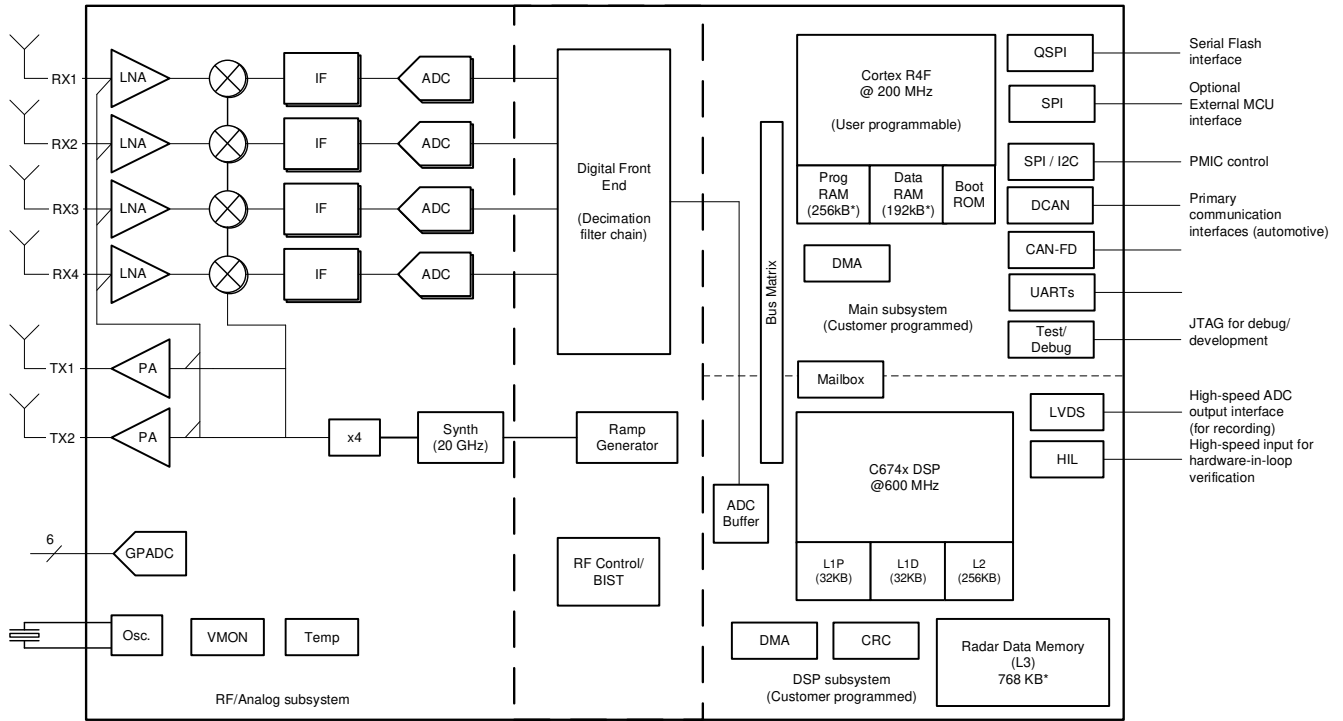 RX1
LNA
IF
ADC
RX2
LNA
IF
ADC
RX3
LNA
IF
ADC
RX4
LNA
IF
ADC
TX1
PA
TX2
PA
x4
Synth
(20 GHz)
6
GPADC
Osc.
VMON
Temp
RF/Analog subsystem
Digital Front
End
(Decimation
filter chain)
Ramp
Generator
RF Control/
BIST
ADC
Buffer
Bus Matrix
Cortex R4F
@ 200 MHz
(User programmable)
Prog
RAM
(256kB*)
Data
RAM
(192kB*)
Boot
ROM
DMA
Main subsystem
(Customer programmed)
Mailbox
QSPI
Serial Flash
interface
SPI
Optional
External MCU
interface
SPI / I2C
PMIC control
DCAN
Primary
communication
interfaces (automotive)
CAN-FD
UARTs
Test/
Debug
JTAG for debug/
development
LVDS
High-speed ADC
output interface
(for recording)
HIL
High-speed input for
hardware-in-loop
verification
C674x DSP
@600 MHz
L1P
(32KB)
L1D
(32KB)
L2
(256KB)
DMA
CRC
DSP subsystem
(Customer programmed)
Radar Data Memory
(L3)
768 KB*